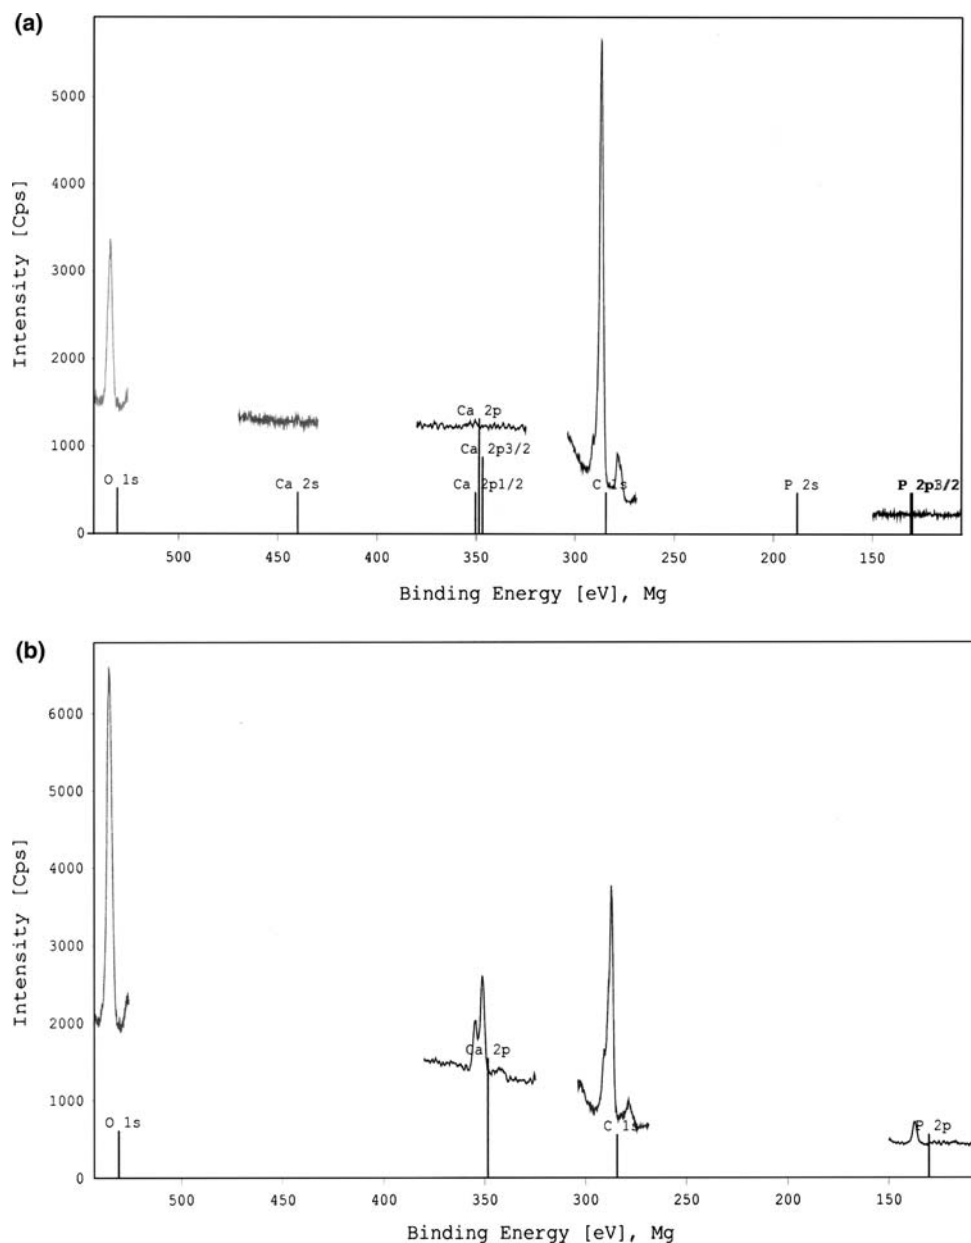 (a)
5000
4000
3000
2000
1000
0
Intensity [Cps]
Ca 2p
Ca 2p3/2
O 1s
Ca 2s
Ca 2p1/2
C 1s
P 2s
P 2p3/2
500
450
400
350
300
250
200
150
Binding Energy [eV], Mg
(b)
6000
5000
4000
3000
2000
1000
0
Intensity [Cps]
Ca 2p
O 1s
C 1s
P 2p
500
450
400
350
300
250
200
150
Binding Energy [eV], Mg